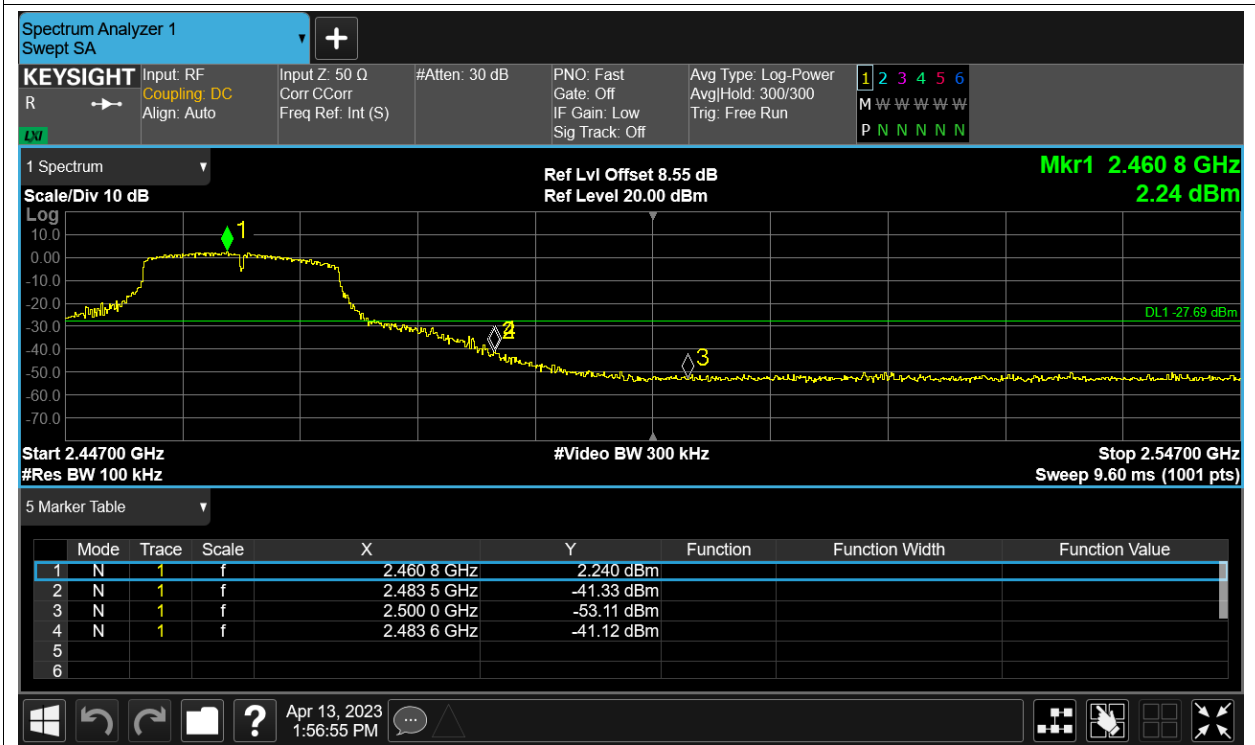 Spectrum Analyzer 1
Swept SA
KEYSIGHT Input: RF Input Z: 50 Ω #Atten: 30 dB PNO: Fast Avg Type: Log-Power 1 2 3 4 5 6
R Coupling: DC Corr CCorr Gate: Off Avg|Hold: 300/300 M W W W W W W
Align: Auto Freq Ref: Int (S) IF Gain: Low Trig: Free Run
LXI Sig Track: Off P N N N N N N
1 Spectrum Ref Lvl Offset 8.55 dB Mkr1 2.460 8 GHz
Scale/Div 10 dB Ref Level 20.00 dBm 2.24 dBm
Log
10.0
1
0.00
-10.0
-20.0
DL1 -27.69 dBm
-30.0
2 4
-40.0
3
-50.0
-60.0
-70.0
Start 2.44700 GHz #Video BW 300 kHz Stop 2.54700 GHz
#Res BW 100 kHz Sweep 9.60 ms (1001 pts)
5 Marker Table
Mode Trace Scale X Y Function Function Width Function Value
1 N 1 f 2.460 8 GHz 2.240 dBm
2 N 1 f 2.483 5 GHz -41.33 dBm
3 N 1 f 2.500 0 GHz -53.11 dBm
4 N 1 f 2.483 6 GHz -41.12 dBm
5
6
? Apr 13, 2023
1:56:55 PM